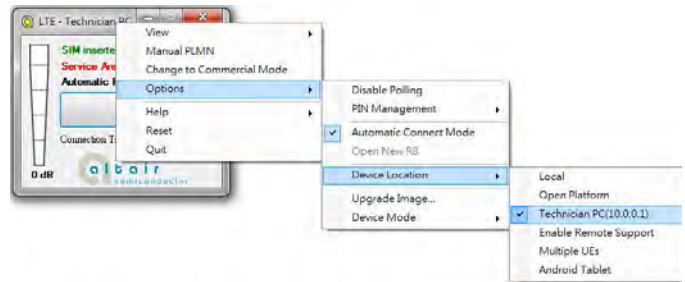 LTE - Technician PC
SIM inserte
Service Are
Automatic
Connection T
0 dB
altair
semiconductor
View
Manual PLMN
Change to Commercial Mode
Options
Help
Reset
Quit
Disable Polling
PIN Management
Automatic Connect Mode
Open New RB
Device Location
Upgrade Image...
Device Mode
Local
Open Platform
Technician PC(10.0.0.1)
Enable Remote Support
Multiple UEs
Android Tablet